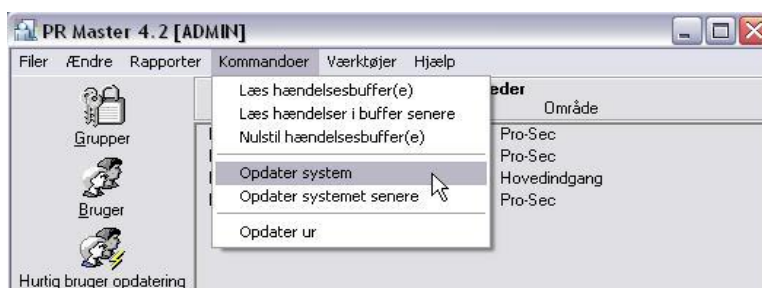 PR Master 4.2 [ADMIN]
Filer Ændre Rapporter Kommandoer Værktøjer Hjælp
Læs hændelsesbuffer(e)
Læs hændelser i buffer senere
Nulstil hændelsesbuffer(e)
Opdater system
Opdater systemet senere
Opdater ur
Grupper
Bruger
Hurtig bruger opdatering
Område
Pro-Sec
Pro-Sec
Hovedindgang
Pro-Sec